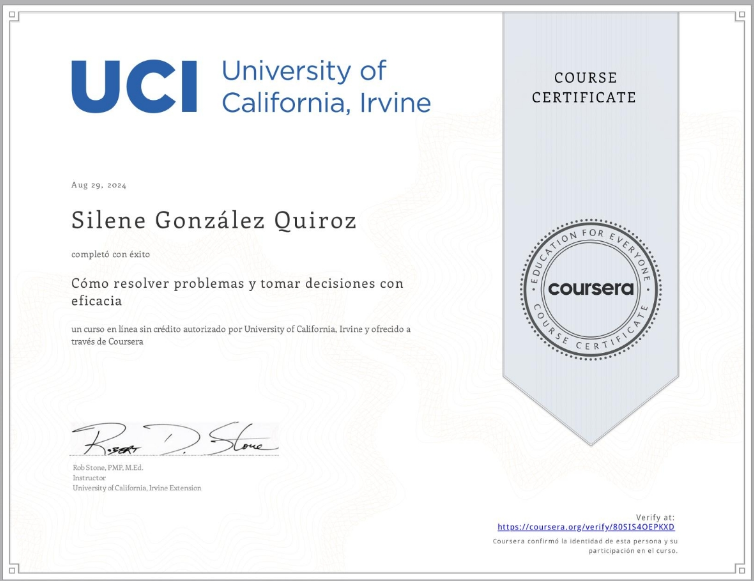 UCI University of
California, Irvine
COURSE
CERTIFICATE
Aug 29, 2024
Silene González Quiroz
completó con éxito
Cómo resolver problemas y tomar decisiones con
eficacia
un curso en línea sin crédito autorizado por University of California, Irvine y ofrecido a
través de Coursera
EDUCATION FOR EVERYONE
coursera
COURSE CERTIFICATE
Robert D. Stone
Rob Stone, PMP, M.Ed.
Instructor
University of California, Irvine Extension
Verify at:
https://coursera.org/verify/80SIS4OEPKXD
Coursera confirmó la identidad de esta persona y su
participación en el curso.